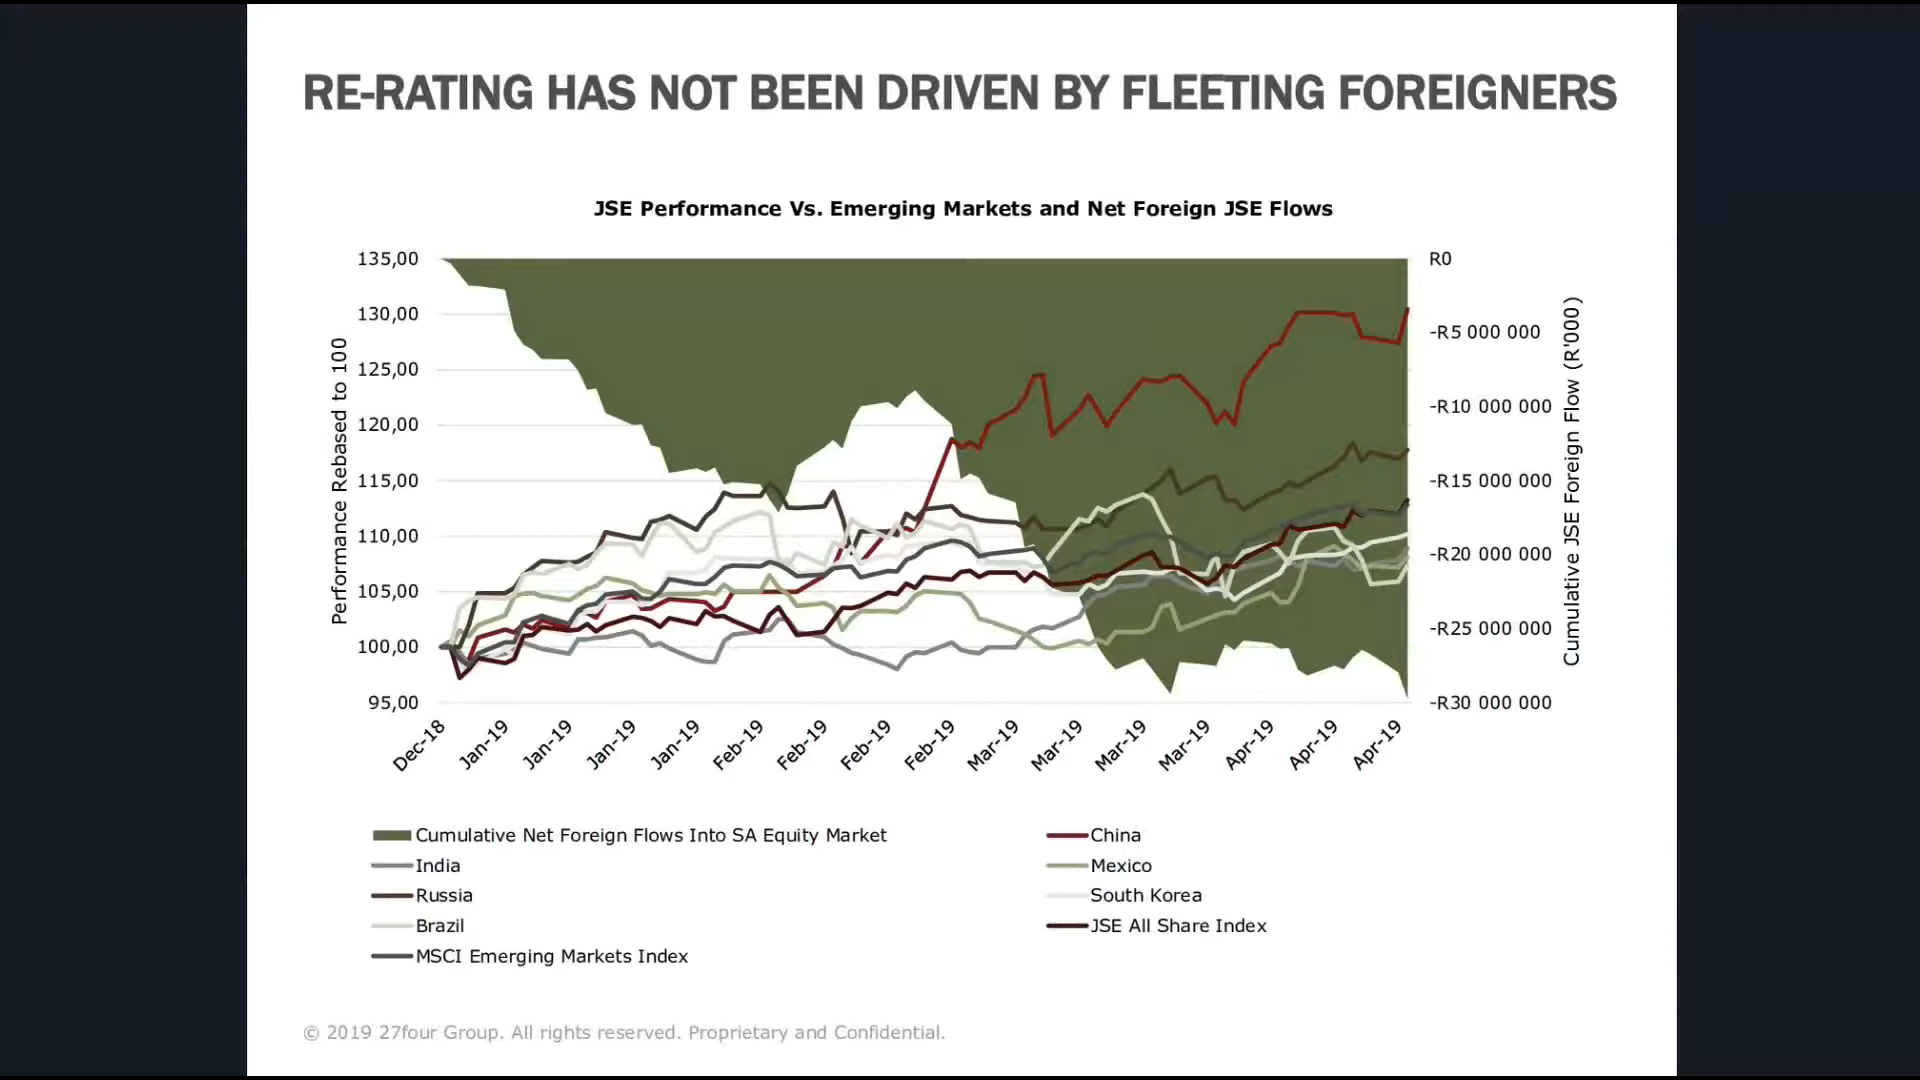 RE-RATING HAS NOT BEEN DRIVEN BY FLEETING FOREIGNERS
JSE Performance Vs. Emerging Markets and Net Foreign JSE Flows
Performance Rebased to 100
135,00
130,00
125,00
120,00
115,00
110,00
105,00
100,00
95,00
R0
-R5 000 000
-R10 000 000
-R15 000 000
-R20 000 000
-R25 000 000
-R30 000 000
Cumulative JSE Foreign Flow (R'000)
Dec-18
Jan-19
Jan-19
Jan-19
Jan-19
Feb-19
Feb-19
Feb-19
Feb-19
Mar-19
Mar-19
Mar-19
Mar-19
Apr-19
Apr-19
Apr-19
Cumulative Net Foreign Flows Into SA Equity Market
China
India
Mexico
Russia
South Korea
Brazil
JSE All Share Index
MSCI Emerging Markets Index
© 2019 27four Group. All rights reserved. Proprietary and Confidential.